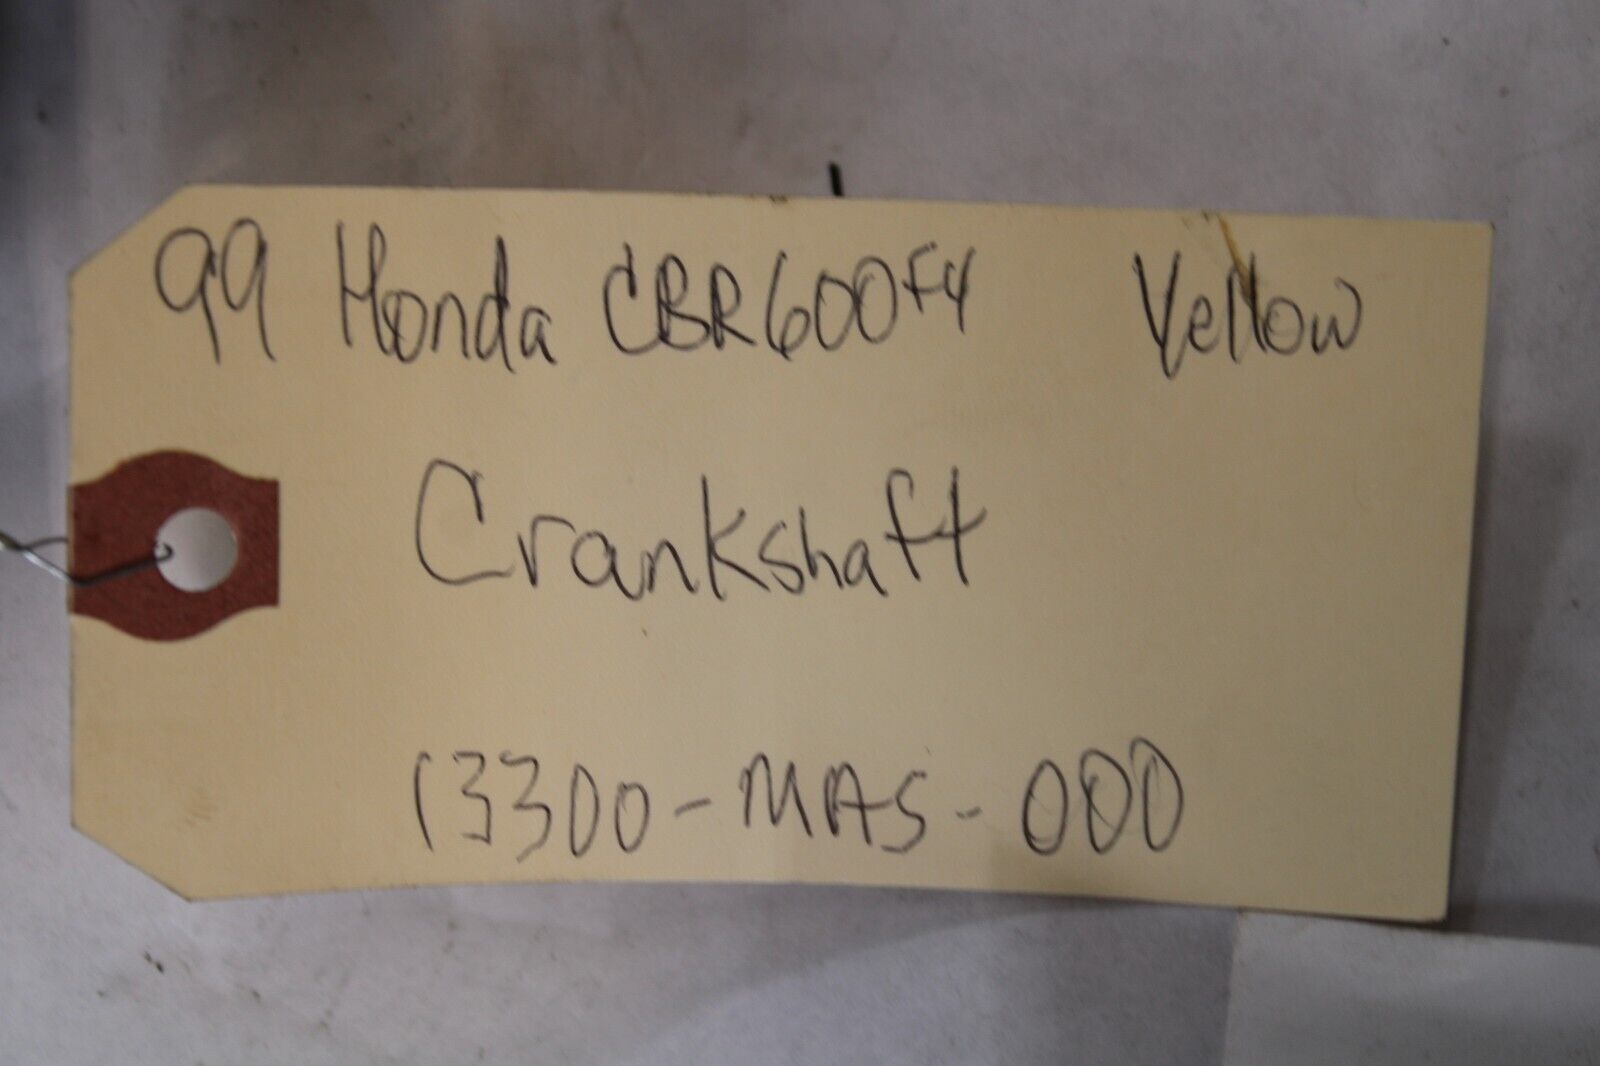 99 Honda CBR600F4 Yellow
Crankshaft
13300-MAS-000